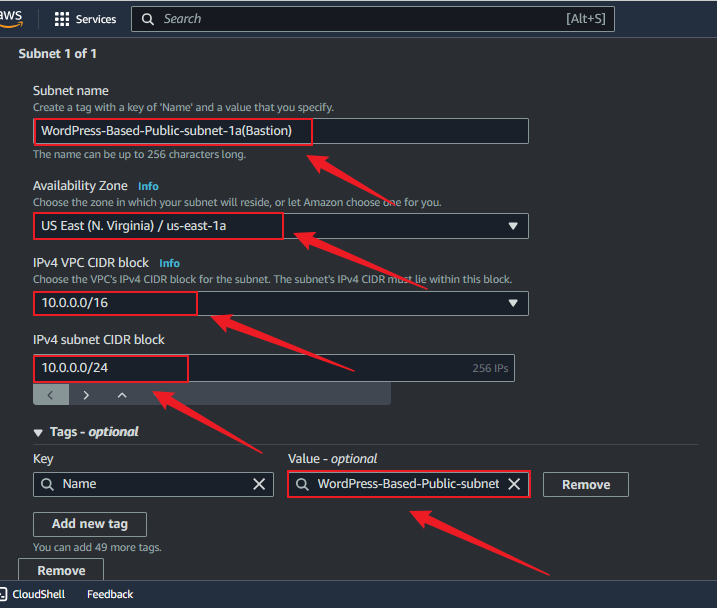 aws Services Search [Alt+S]
Subnet 1 of 1
Subnet name
Create a tag with a key of 'Name' and a value that you specify.
WordPress-Based-Public-subnet-1a(Bastion)
The name can be up to 256 characters long.
Availability Zone Info
Choose the zone in which your subnet will reside, or let Amazon choose one for you.
US East (N. Virginia) / us-east-1a
IPv4 VPC CIDR block Info
Choose the VPC's IPv4 CIDR block for the subnet. The subnet's IPv4 CIDR must lie within this block.
10.0.0.0/16
IPv4 subnet CIDR block
10.0.0.0/24 256 IPs
Tags - optional
Key Value - optional
Name WordPress-Based-Public-subnet Remove
Add new tag
You can add 49 more tags.
Remove
CloudShell Feedback